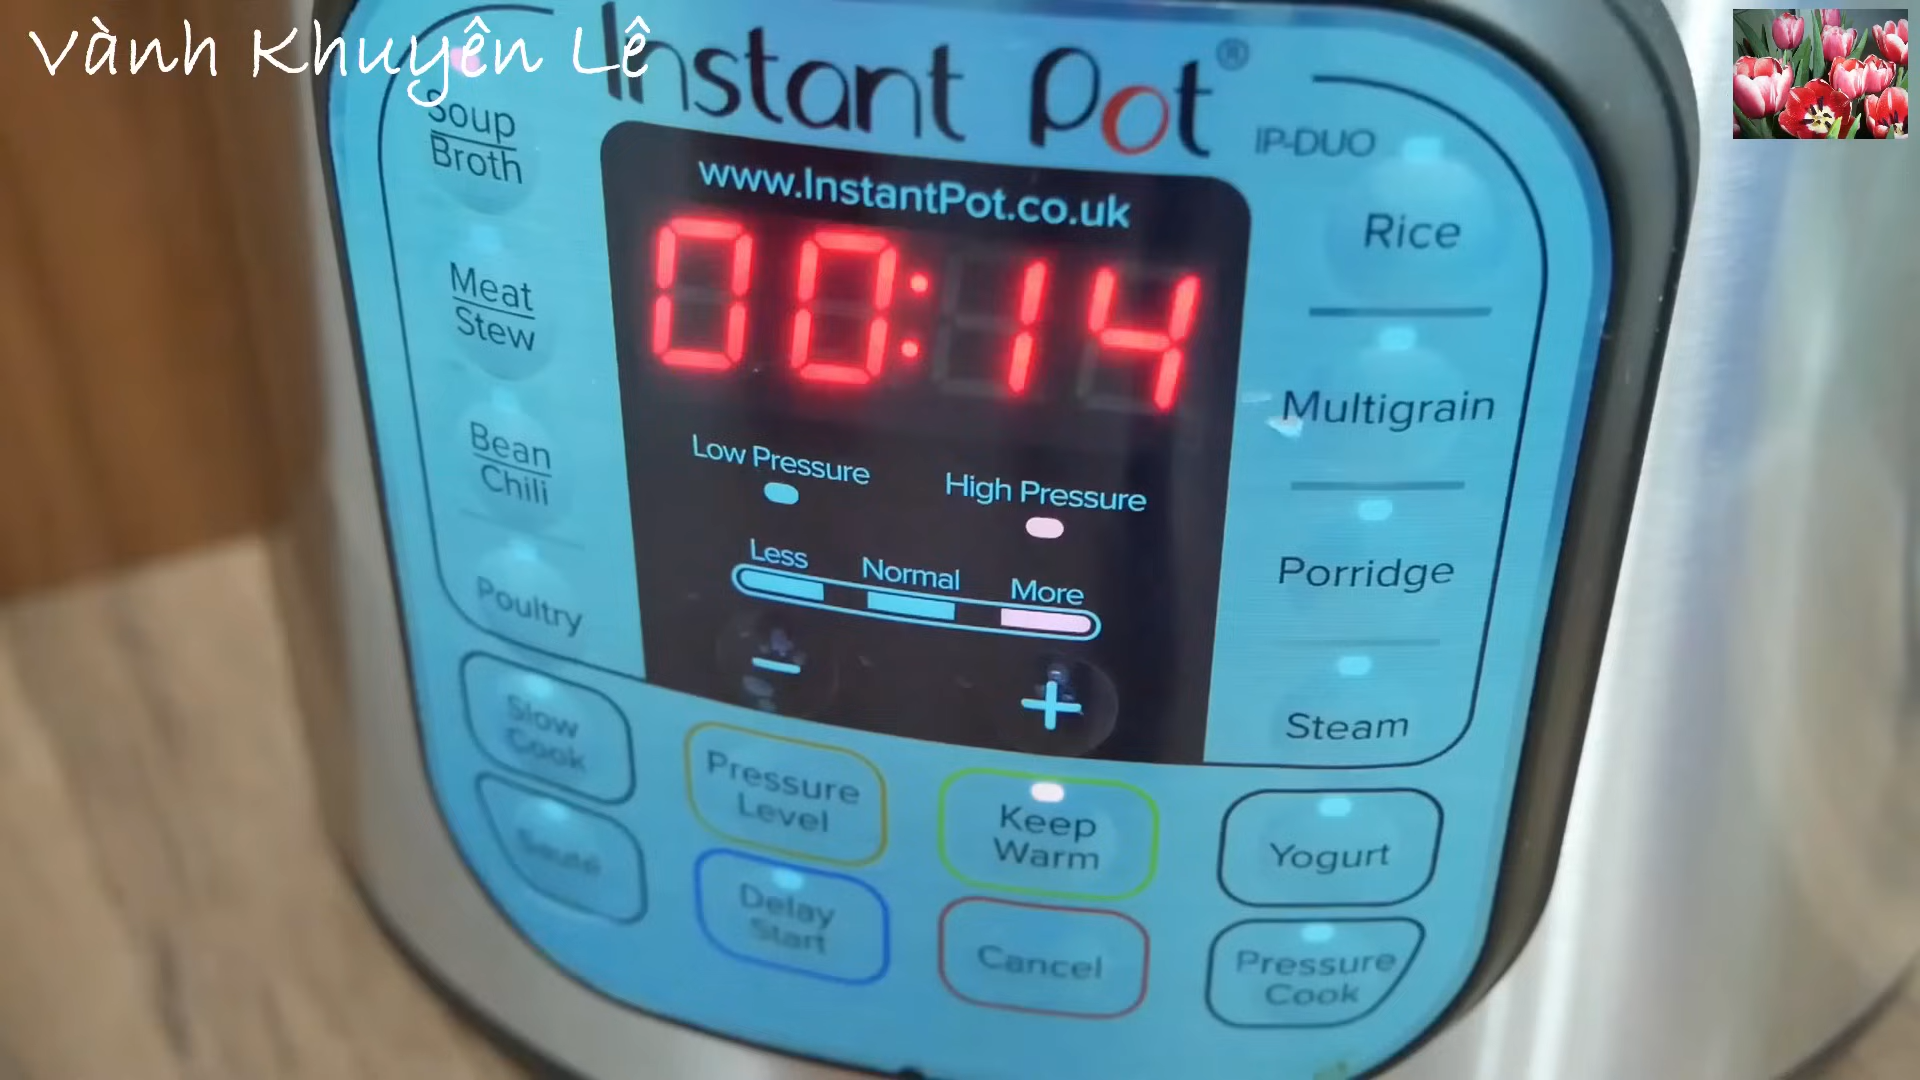 Vành Khuyên Lê
Instant Pot®
IP-DUO
www.InstantPot.co.uk
00:14
Soup
Broth
Meat
Stew
Bean
Chili
Poultry
Low Pressure
High Pressure
Less
Normal
More
−
+
Rice
Multigrain
Porridge
Steam
Slow
Cook
Sauté
Pressure
Level
Delay
Start
Keep
Warm
Cancel
Yogurt
Pressure
Cook